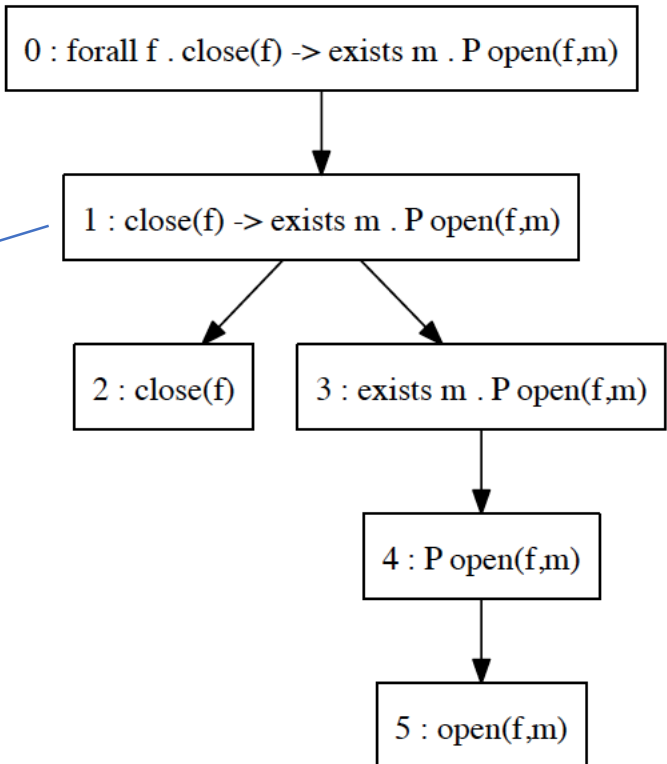 0 : forall f . close(f) -> exists m . P open(f,m)
1 : close(f) -> exists m . P open(f,m)
2 : close(f)
3 : exists m . P open(f,m)
4 : P open(f,m)
5 : open(f,m)